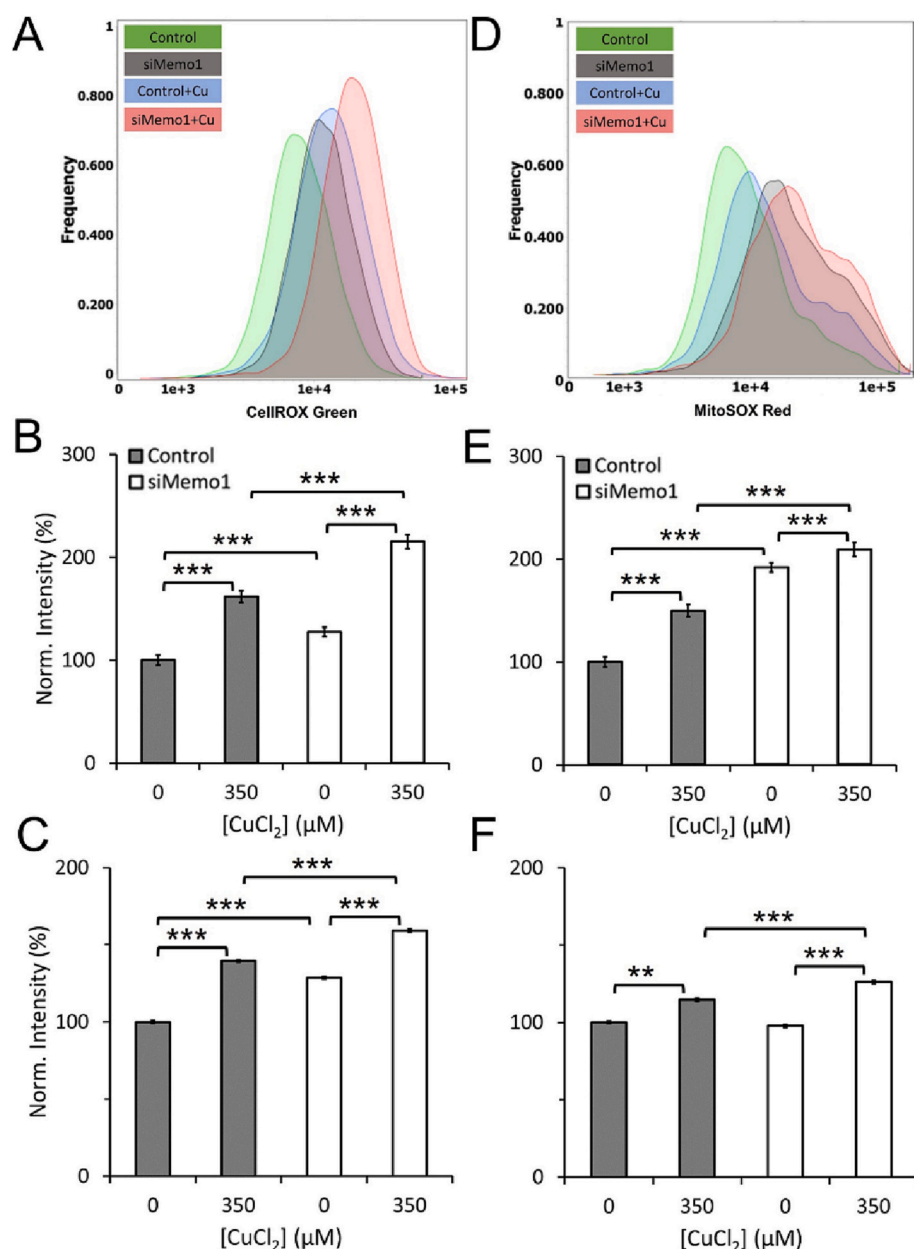 A
Control
siMemo1
Control+Cu
siMemo1+Cu
Frequency
1
0.800
0.600
0.400
0.200
0
0 1e+3 1e+4 1e+5
CellROX Green
D
Control
siMemo1
Control+Cu
siMemo1+Cu
Frequency
1
0.800
0.600
0.400
0.200
0
0 1e+3 1e+4 1e+5
MitoSOX Red
B
Control
siMemo1
Norm. Intensity (%)
300
200
100
0
***
***
***
***
0 350 0 350
[CuCl₂] (µM)
E
Control
siMemo1
300
200
100
0
***
***
***
***
0 350 0 350
[CuCl₂] (µM)
C
Norm. Intensity (%)
200
100
0
***
***
***
***
0 350 0 350
[CuCl₂] (µM)
F
200
100
0
***
***
**
0 350 0 350
[CuCl₂] (µM)